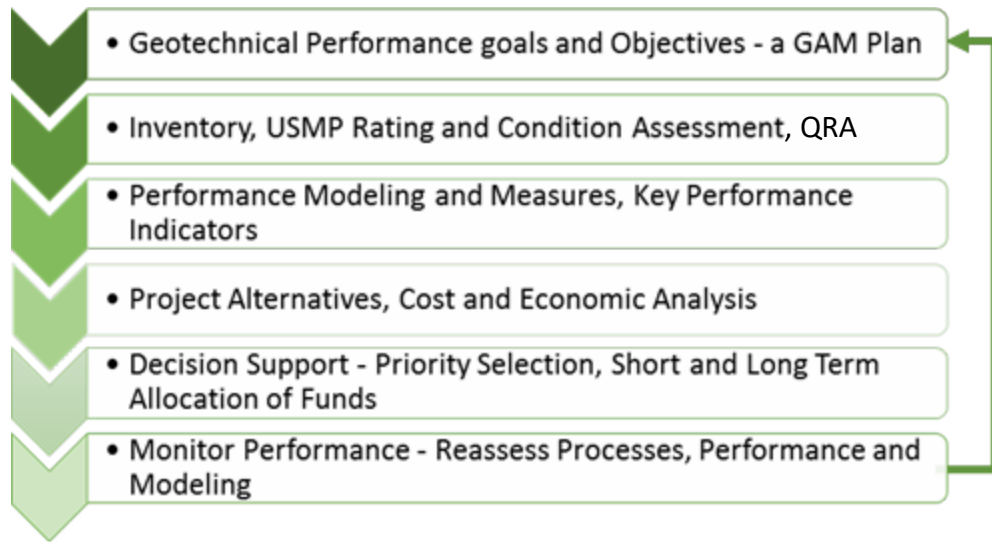 • Geotechnical Performance goals and Objectives - a GAM Plan
• Inventory, USMP Rating and Condition Assessment, QRA
• Performance Modeling and Measures, Key Performance
Indicators
• Project Alternatives, Cost and Economic Analysis
• Decision Support - Priority Selection, Short and Long Term
Allocation of Funds
• Monitor Performance - Reassess Processes, Performance and
Modeling